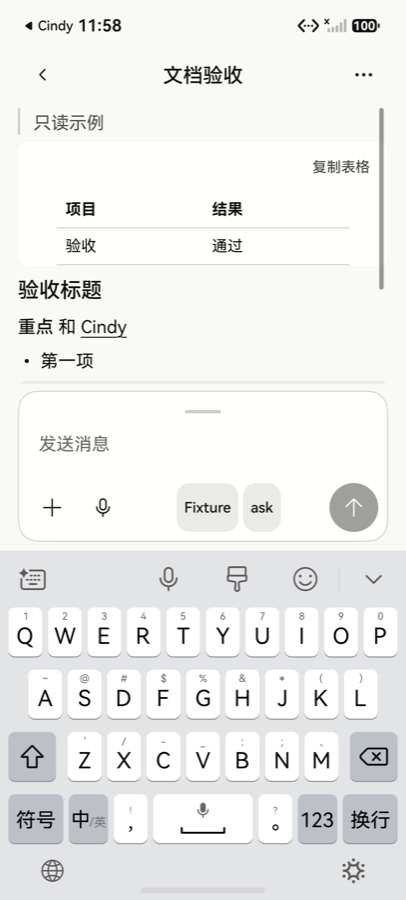 ◀ Cindy 11:58 100
文档验收
只读示例
复制表格
项目 结果
验收 通过
验收标题
重点 和 Cindy
• 第一项
发送消息
Fixture ask
1 2 3 4 5 6 7 8 9 0
Q W E R T Y U I O P
~ @ # $ % & * ( )
A S D F G H J K L
' / - _ : ; 、
Z X C V B N M
! ?
符号 中/英 , 。 123 换行